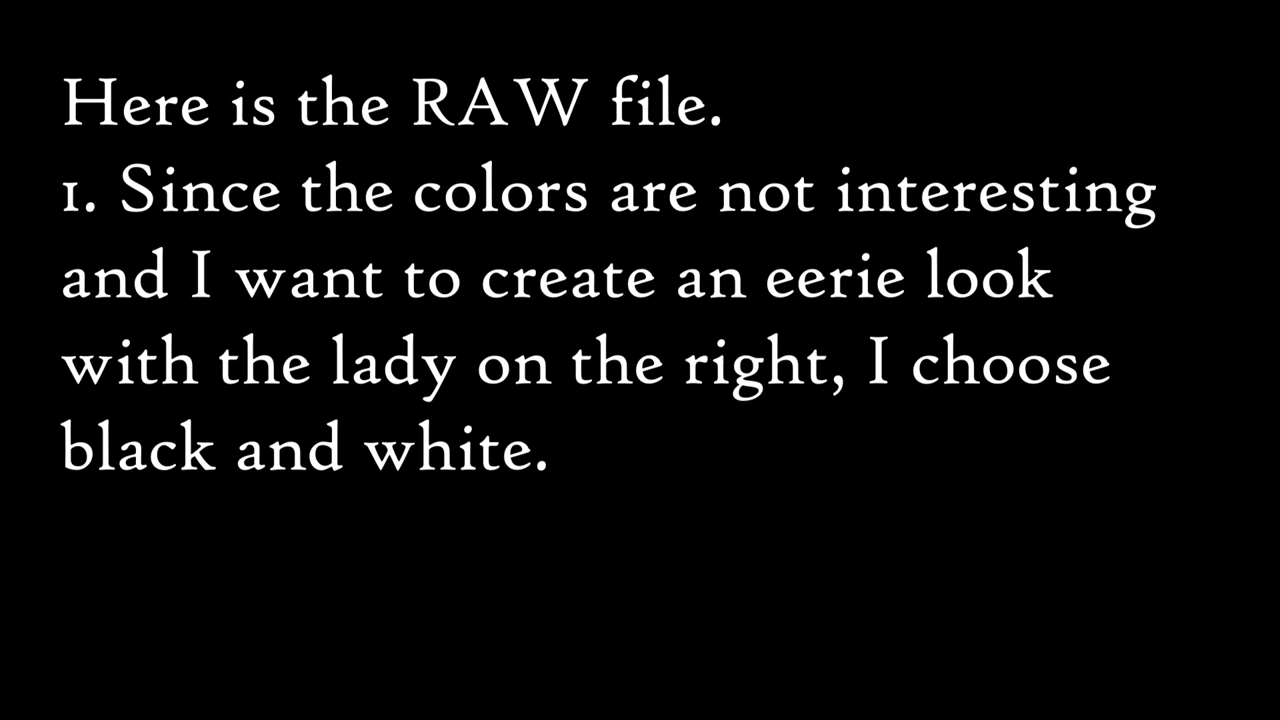 Here is the RAW file.
1. Since the colors are not interesting
and I want to create an eerie look
with the lady on the right, I choose
black and white.